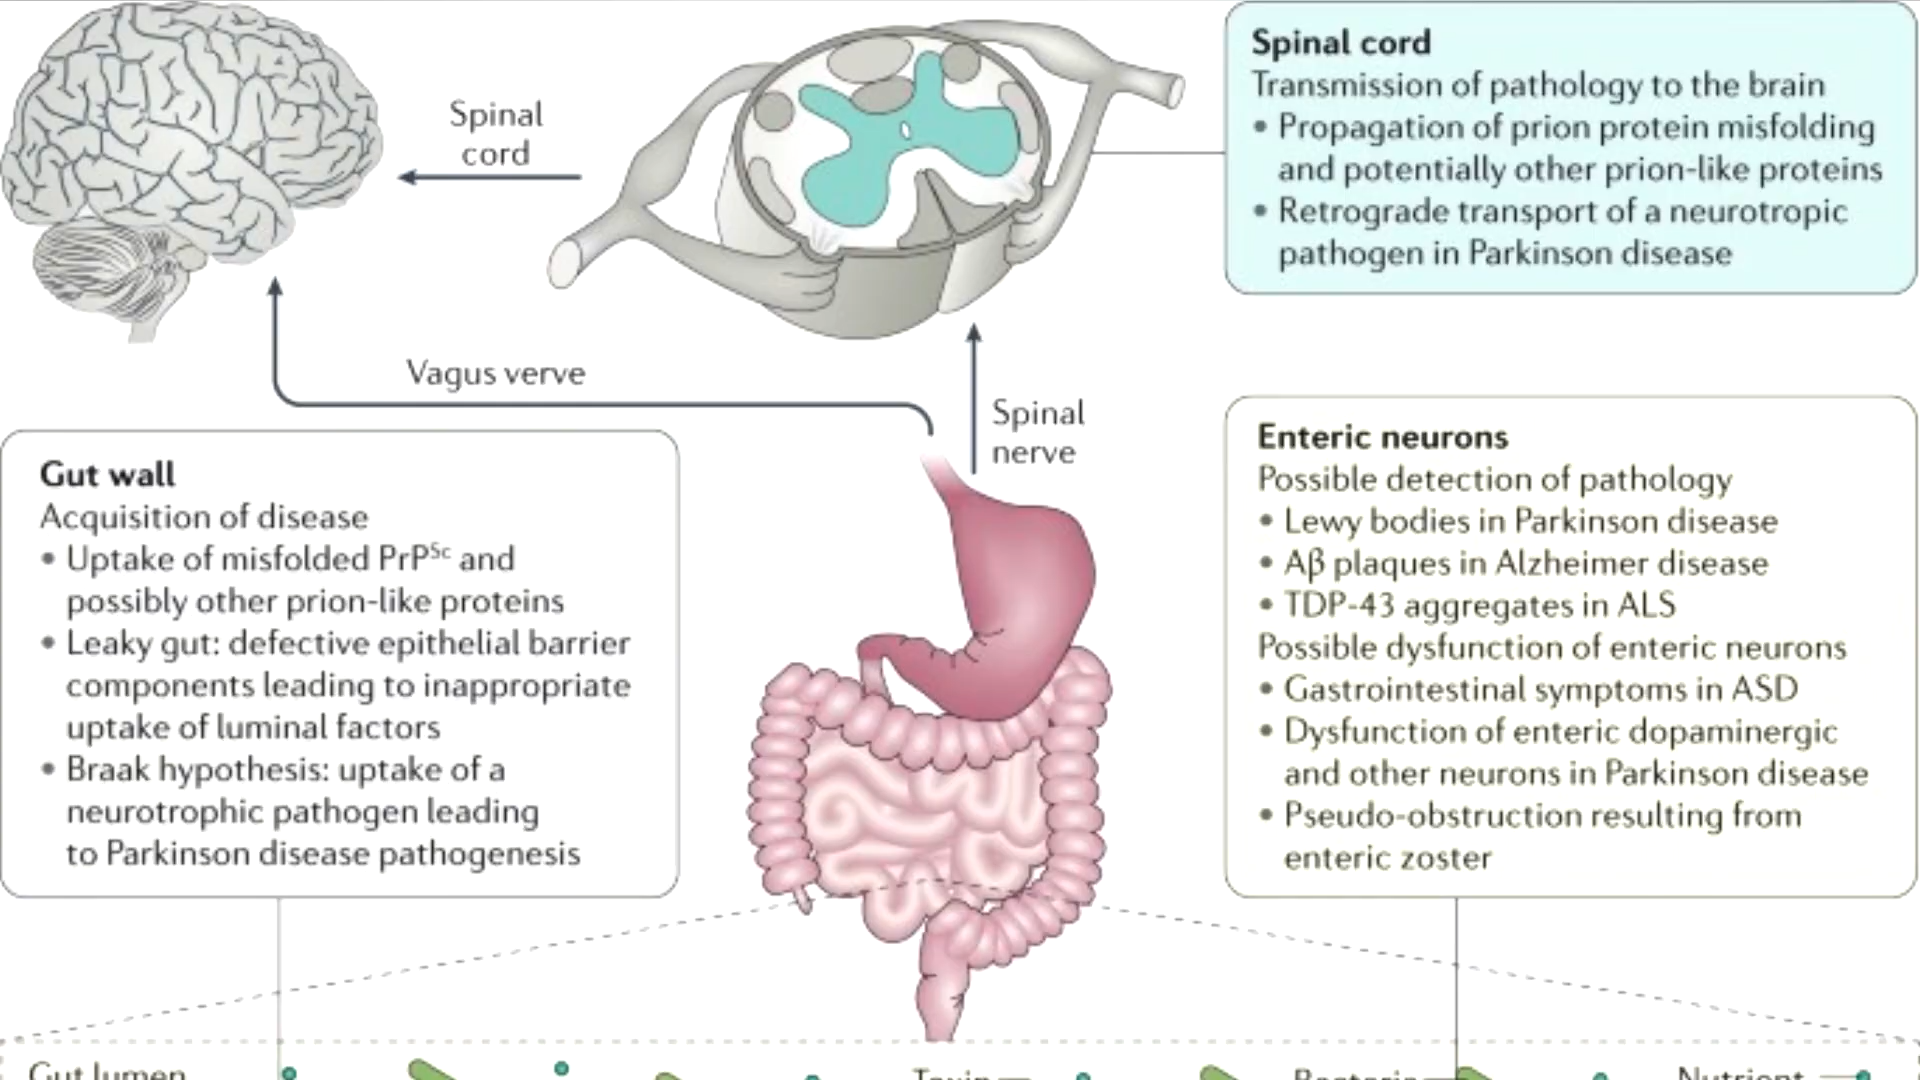 Spinal cord
Transmission of pathology to the brain
• Propagation of prion protein misfolding
and potentially other prion-like proteins
• Retrograde transport of a neurotropic
pathogen in Parkinson disease
Spinal
cord
Vagus verve
Spinal
nerve
Gut wall
Acquisition of disease
• Uptake of misfolded PrPSc and
possibly other prion-like proteins
• Leaky gut: defective epithelial barrier
components leading to inappropriate
uptake of luminal factors
• Braak hypothesis: uptake of a
neurotrophic pathogen leading
to Parkinson disease pathogenesis
Enteric neurons
Possible detection of pathology
• Lewy bodies in Parkinson disease
• Aβ plaques in Alzheimer disease
• TDP-43 aggregates in ALS
Possible dysfunction of enteric neurons
• Gastrointestinal symptoms in ASD
• Dysfunction of enteric dopaminergic
and other neurons in Parkinson disease
• Pseudo-obstruction resulting from
enteric zoster
Gut lumen
Toxin
Bacteria
Nutrient